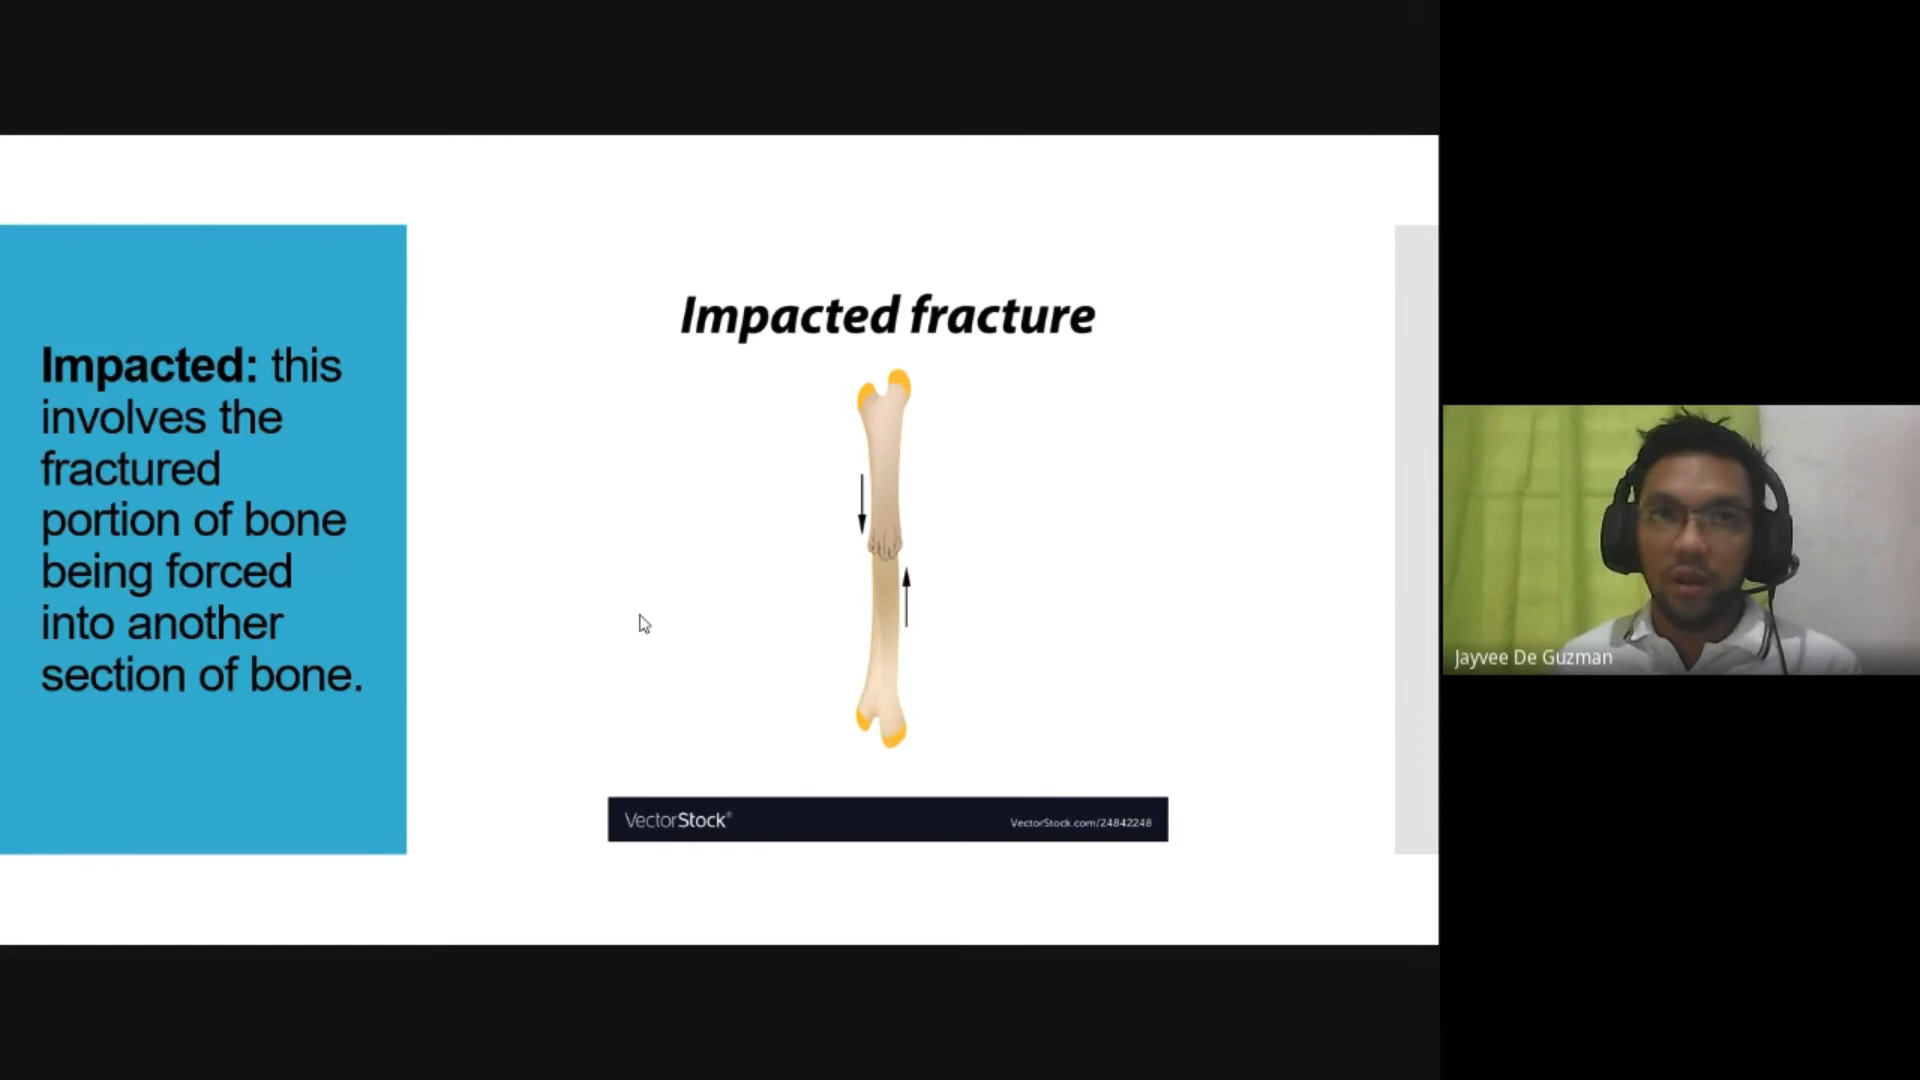 Impacted: this
involves the
fractured
portion of bone
being forced
into another
section of bone.
Impacted fracture
VectorStock®
VectorStock.com/24842248
Jayvee De Guzman